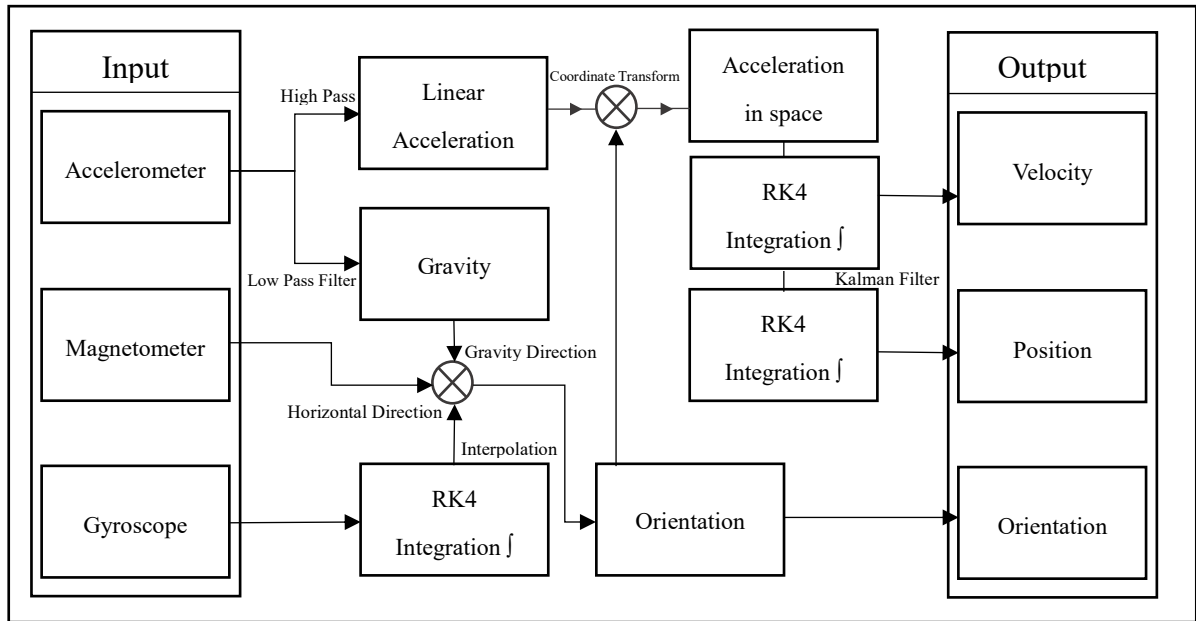 Input
Accelerometer
Magnetometer
Gyroscope
High Pass
Low Pass Filter
Linear
Acceleration
Gravity
Gravity Direction
Horizontal Direction
Interpolation
RK4
Integration ∫
Coordinate Transform
Orientation
Acceleration
in space
RK4
Integration ∫
Kalman Filter
RK4
Integration ∫
Output
Velocity
Position
Orientation